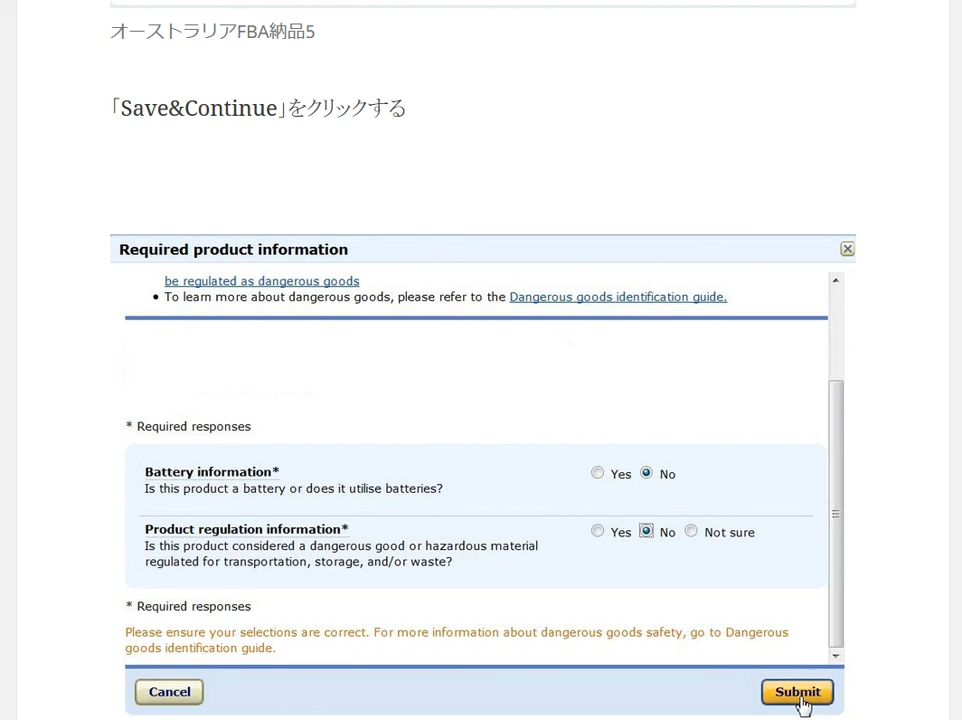 オーストラリアFBA納品5
「Save&Continue」をクリックする
Required product information
be regulated as dangerous goods
• To learn more about dangerous goods, please refer to the Dangerous goods identification guide.
* Required responses
Battery information*
Is this product a battery or does it utilise batteries?
Yes No
Product regulation information*
Is this product considered a dangerous good or hazardous material
regulated for transportation, storage, and/or waste?
Yes No Not sure
* Required responses
Please ensure your selections are correct. For more information about dangerous goods safety, go to Dangerous
goods identification guide.
Cancel
Submit